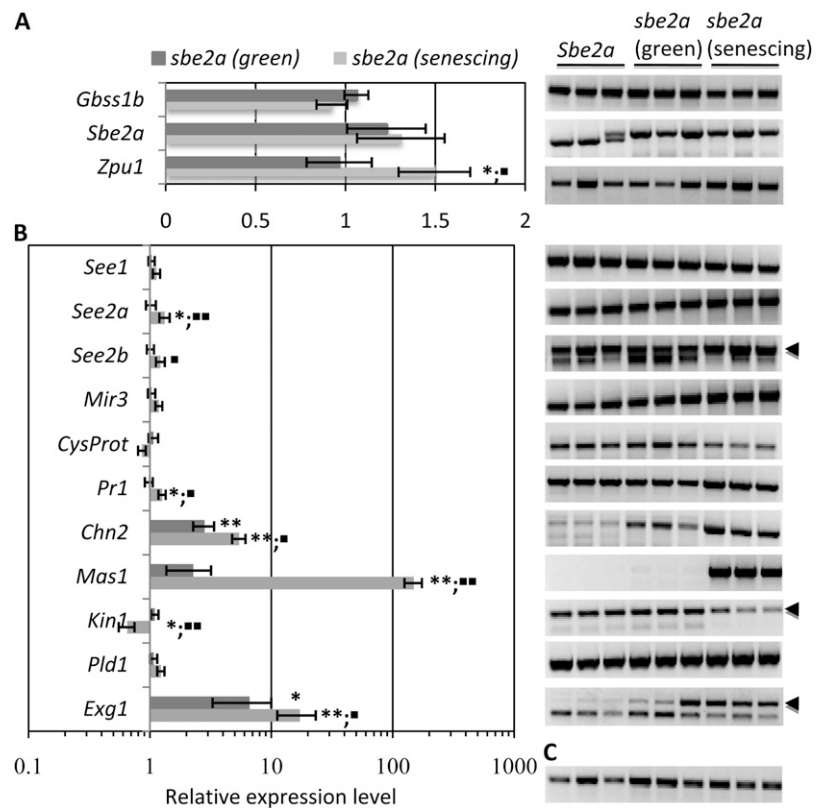 A
sbe2a (green) sbe2a (senescing)
Sbe2a
sbe2a (green)
sbe2a (senescing)
Gbss1b
Sbe2a
Zpu1
*;▪
0 0.5 1 1.5 2
B
See1
See2a
*;▪▪
See2b
▪
Mir3
CysProt
Pr1
*;▪
Chn2
**
**;▪
Mas1
**;▪▪
Kin1
*;▪▪
Pld1
Exg1
*
**;▪
0.1 1 10 100 1000
Relative expression level
C